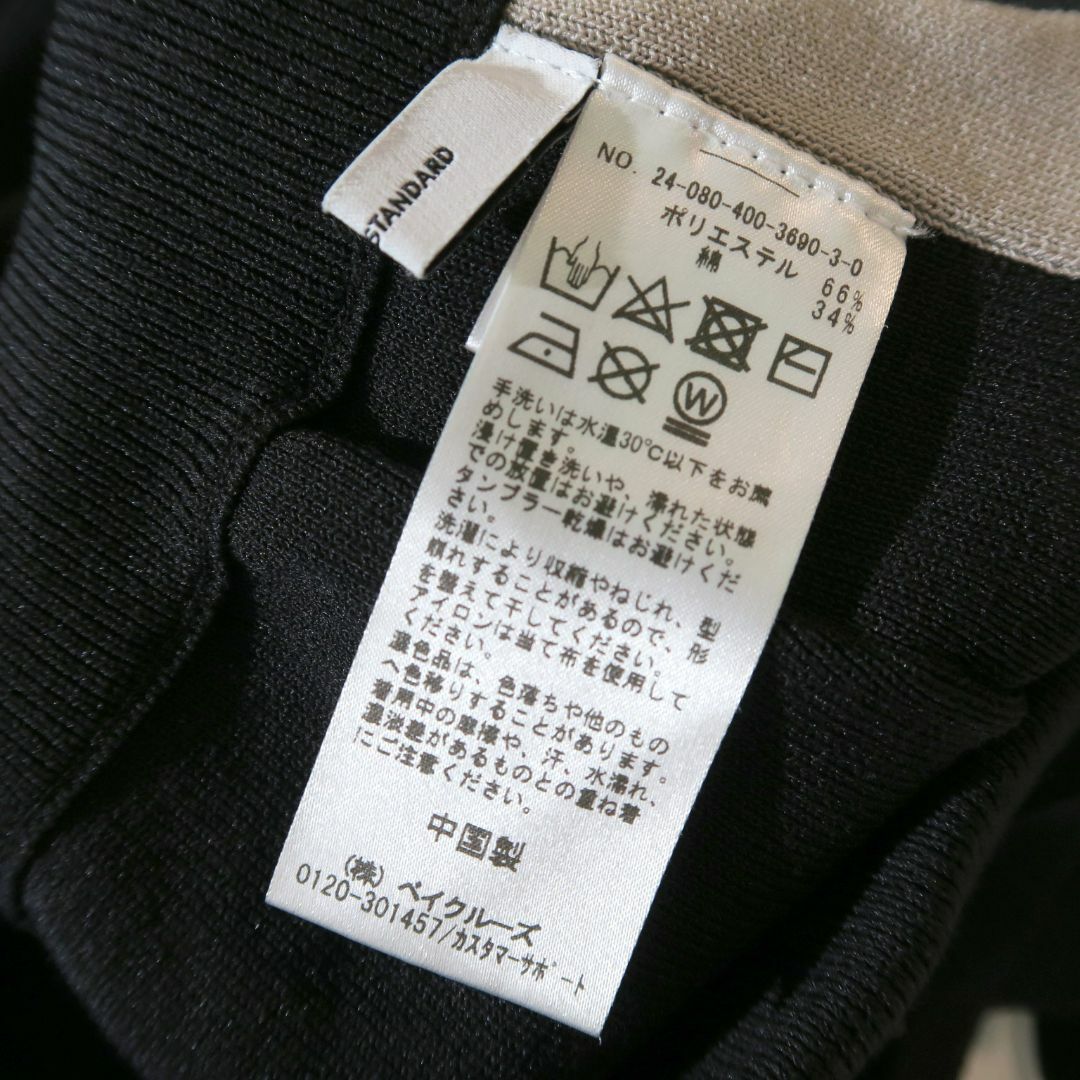 STANDARD
NO. 24-080-400-3690-3-0
ポリエステル 66%
綿 34%
W
手洗いは水温30℃以下をお薦
めします。
浸け置き洗いや、濡れた状態
での放置はお避けください。
タンブラー乾燥はお避けくだ
さい。
洗濯により収縮やねじれ、型
崩れすることがあるので、形
を整えて干してください。
アイロンは当て布を使用して
ください。
濃色品は、色落ちや他のもの
へ色移りすることがあります。
着用中の摩擦や、汗、水濡れ、
濃淡差があるものとの重ね着
にご注意ください。
中国製
(株) ベイクルーズ
0120-301457/カスタマーサポート